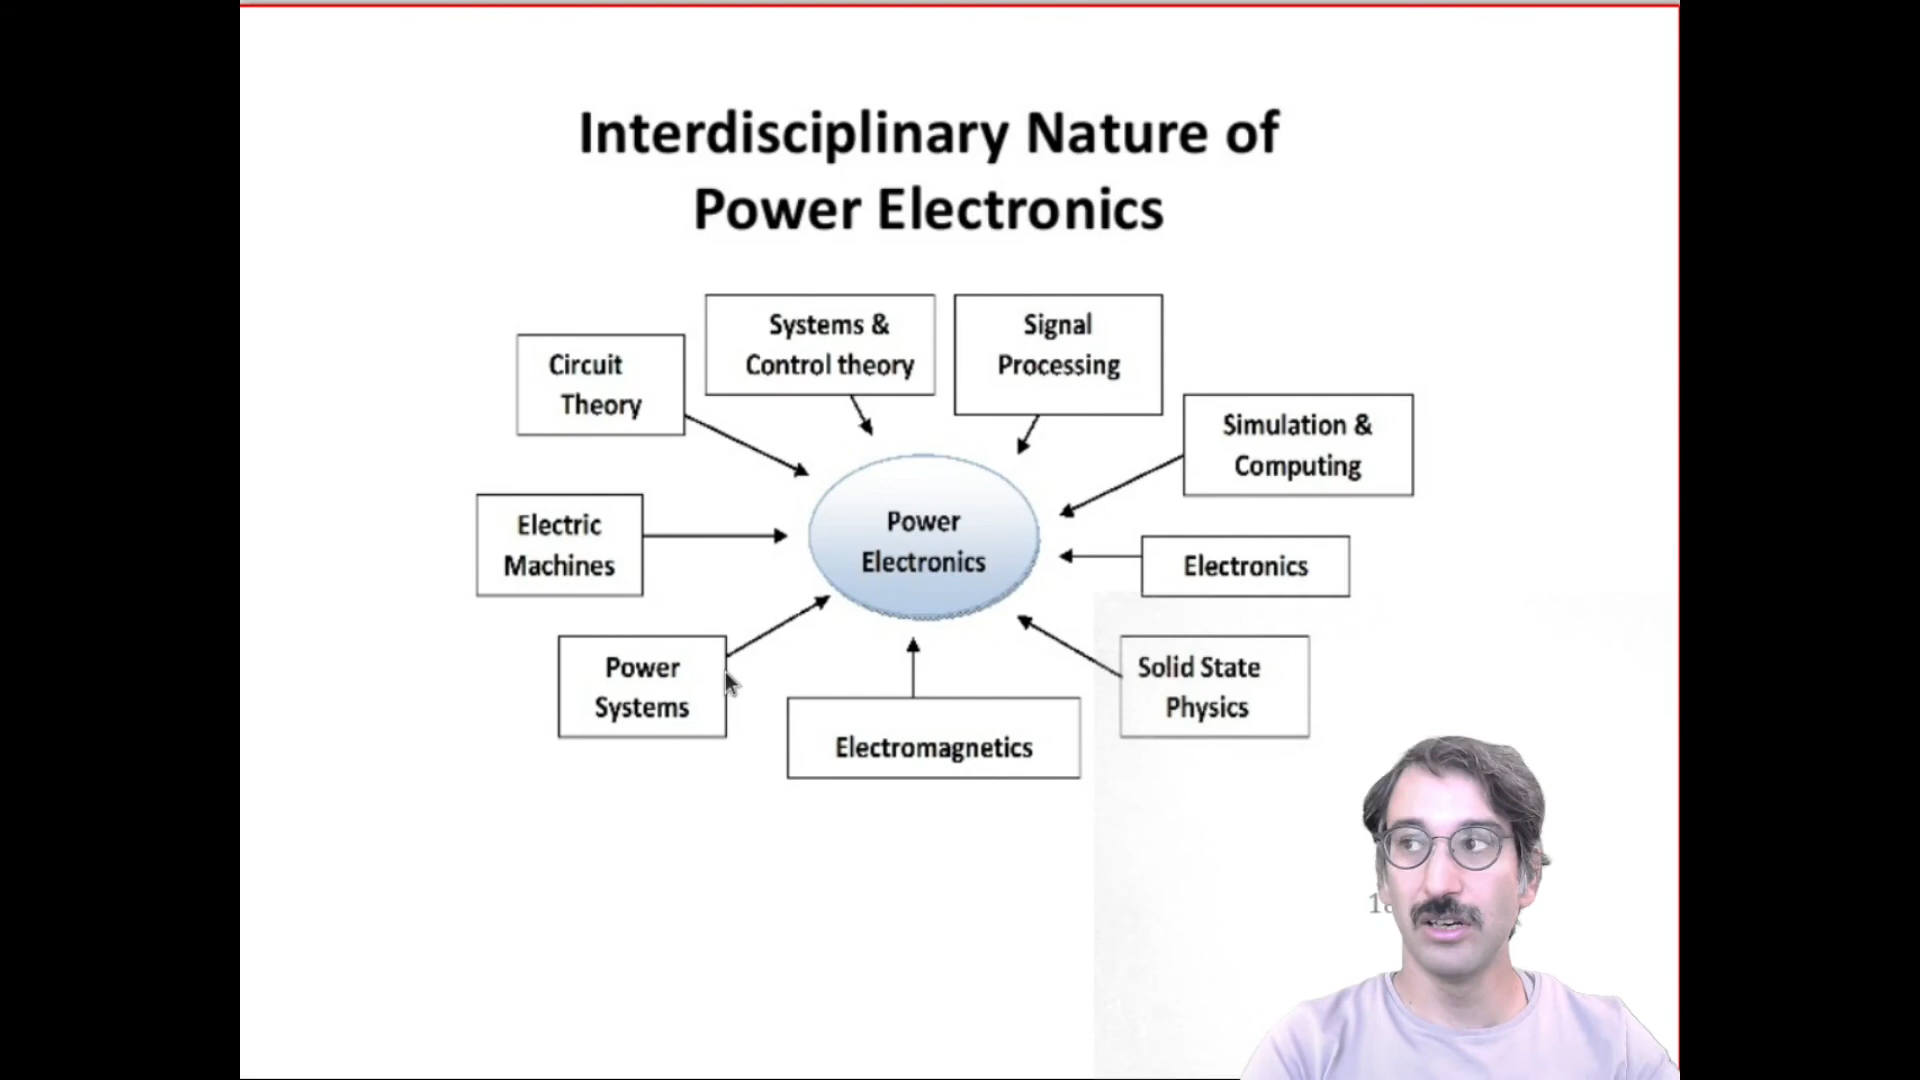 Interdisciplinary Nature of
Power Electronics
Systems &
Control theory
Signal
Processing
Circuit
Theory
Simulation &
Computing
Electric
Machines
Power
Electronics
Electronics
Power
Systems
Solid State
Physics
Electromagnetics